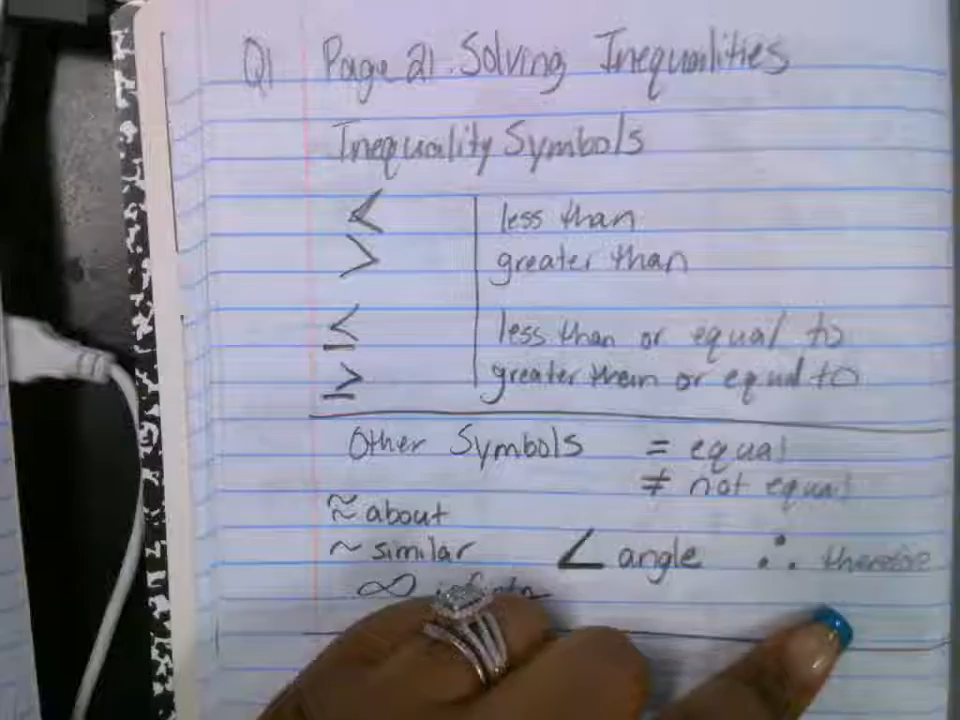 Q1 Page 21. Solving Inequalities
Inequality Symbols
< less than
> greater than
≤ less than or equal to
≥ greater than or equal to
Other Symbols = equal
≠ not equal
≈ about
~ similar ∠ angle ∴ therefore
∞